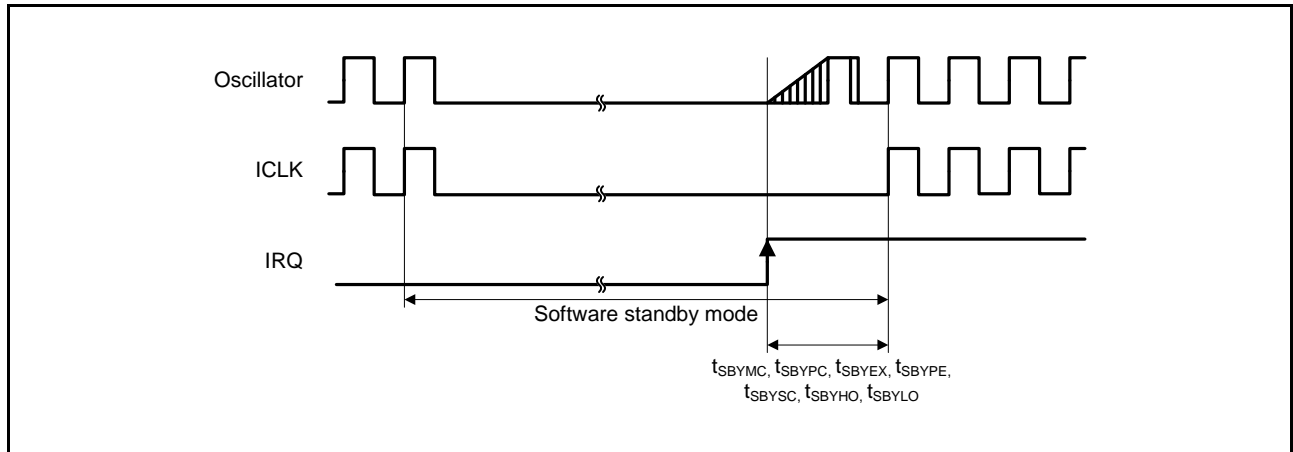 Oscillator
ICLK
IRQ
Software standby mode
tSBYMC, tSBYPC, tSBYEX, tSBYPE,
tSBYSC, tSBYHO, tSBYLO